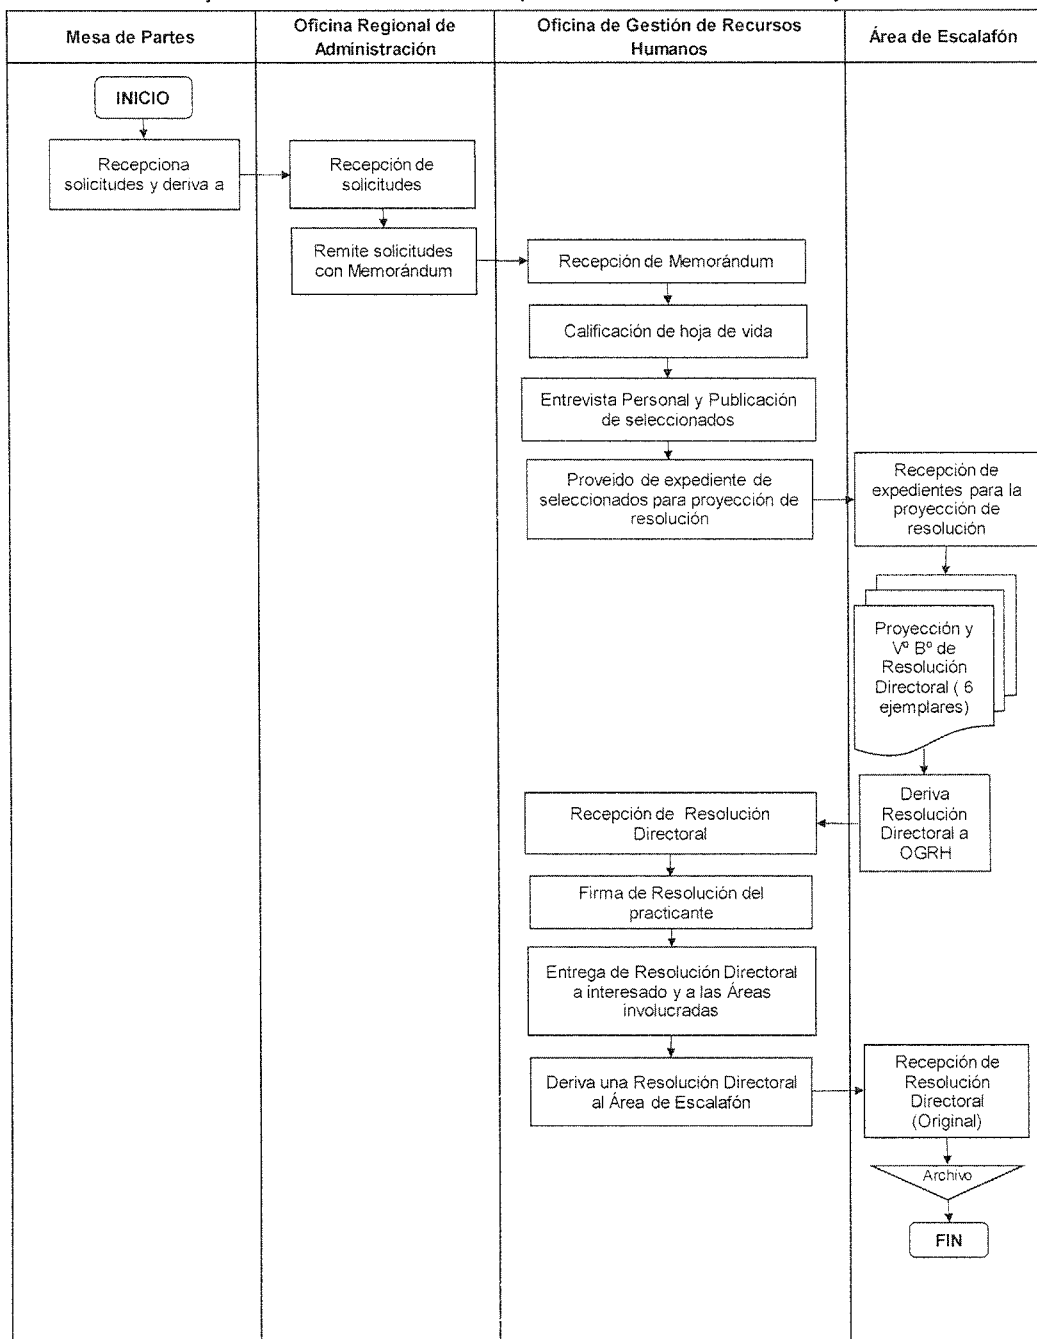 Mesa de Partes
Oficina Regional de
Administración
Oficina de Gestión de Recursos
Humanos
Área de Escalafón
INICIO
Recepciona
solicitudes y deriva a
Recepción de
solicitudes
Remite solicitudes
con Memorándum
Recepción de Memorándum
Calificación de hoja de vida
Entrevista Personal y Publicación
de seleccionados
Proveido de expediente de
seleccionados para proyección de
resolución
Recepción de
expedientes para la
proyección de
resolución
Proyección y
Vº Bº de
Resolución
Directoral ( 6
ejemplares)
Deriva
Resolución
Directoral a
OGRH
Recepción de Resolución
Directoral
Firma de Resolución del
practicante
Entrega de Resolución Directoral
a interesado y a las Áreas
involucradas
Deriva una Resolución Directoral
al Área de Escalafón
Recepción de
Resolución
Directoral
(Original)
Archivo
FIN